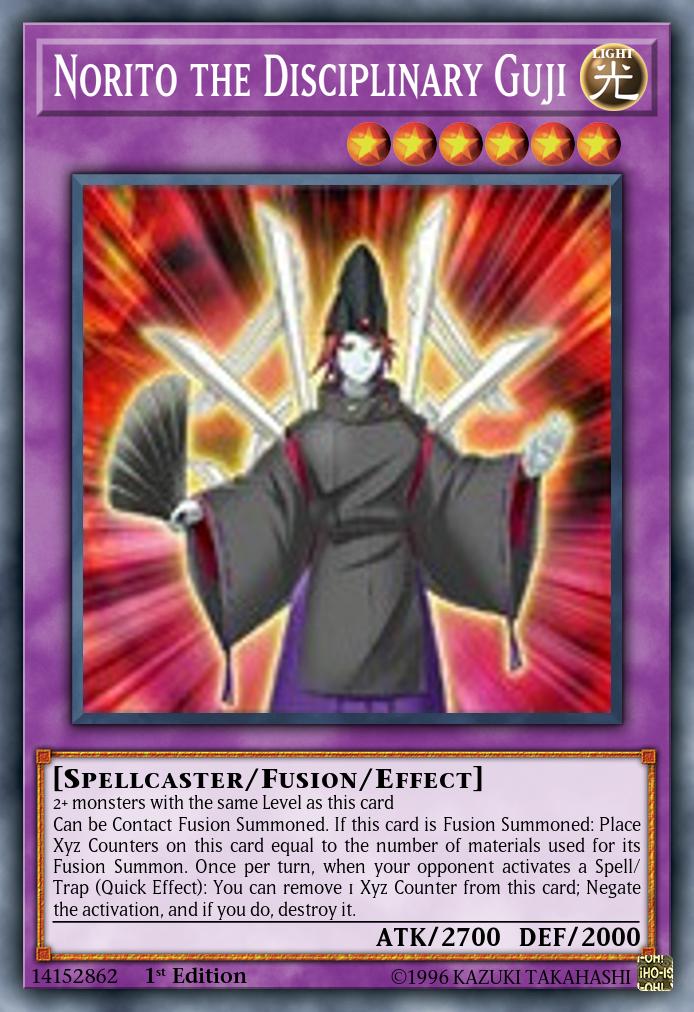 Norito the Disciplinary Guji
LIGHT
光
[Spellcaster/Fusion/Effect]
2+ monsters with the same Level as this card
Can be Contact Fusion Summoned. If this card is Fusion Summoned: Place
Xyz Counters on this card equal to the number of materials used for its
Fusion Summon. Once per turn, when your opponent activates a Spell/
Trap (Quick Effect): You can remove 1 Xyz Counter from this card; Negate
the activation, and if you do, destroy it.
ATK/2700 DEF/2000
14152862 1st Edition ©1996 KAZUKI TAKAHASHI